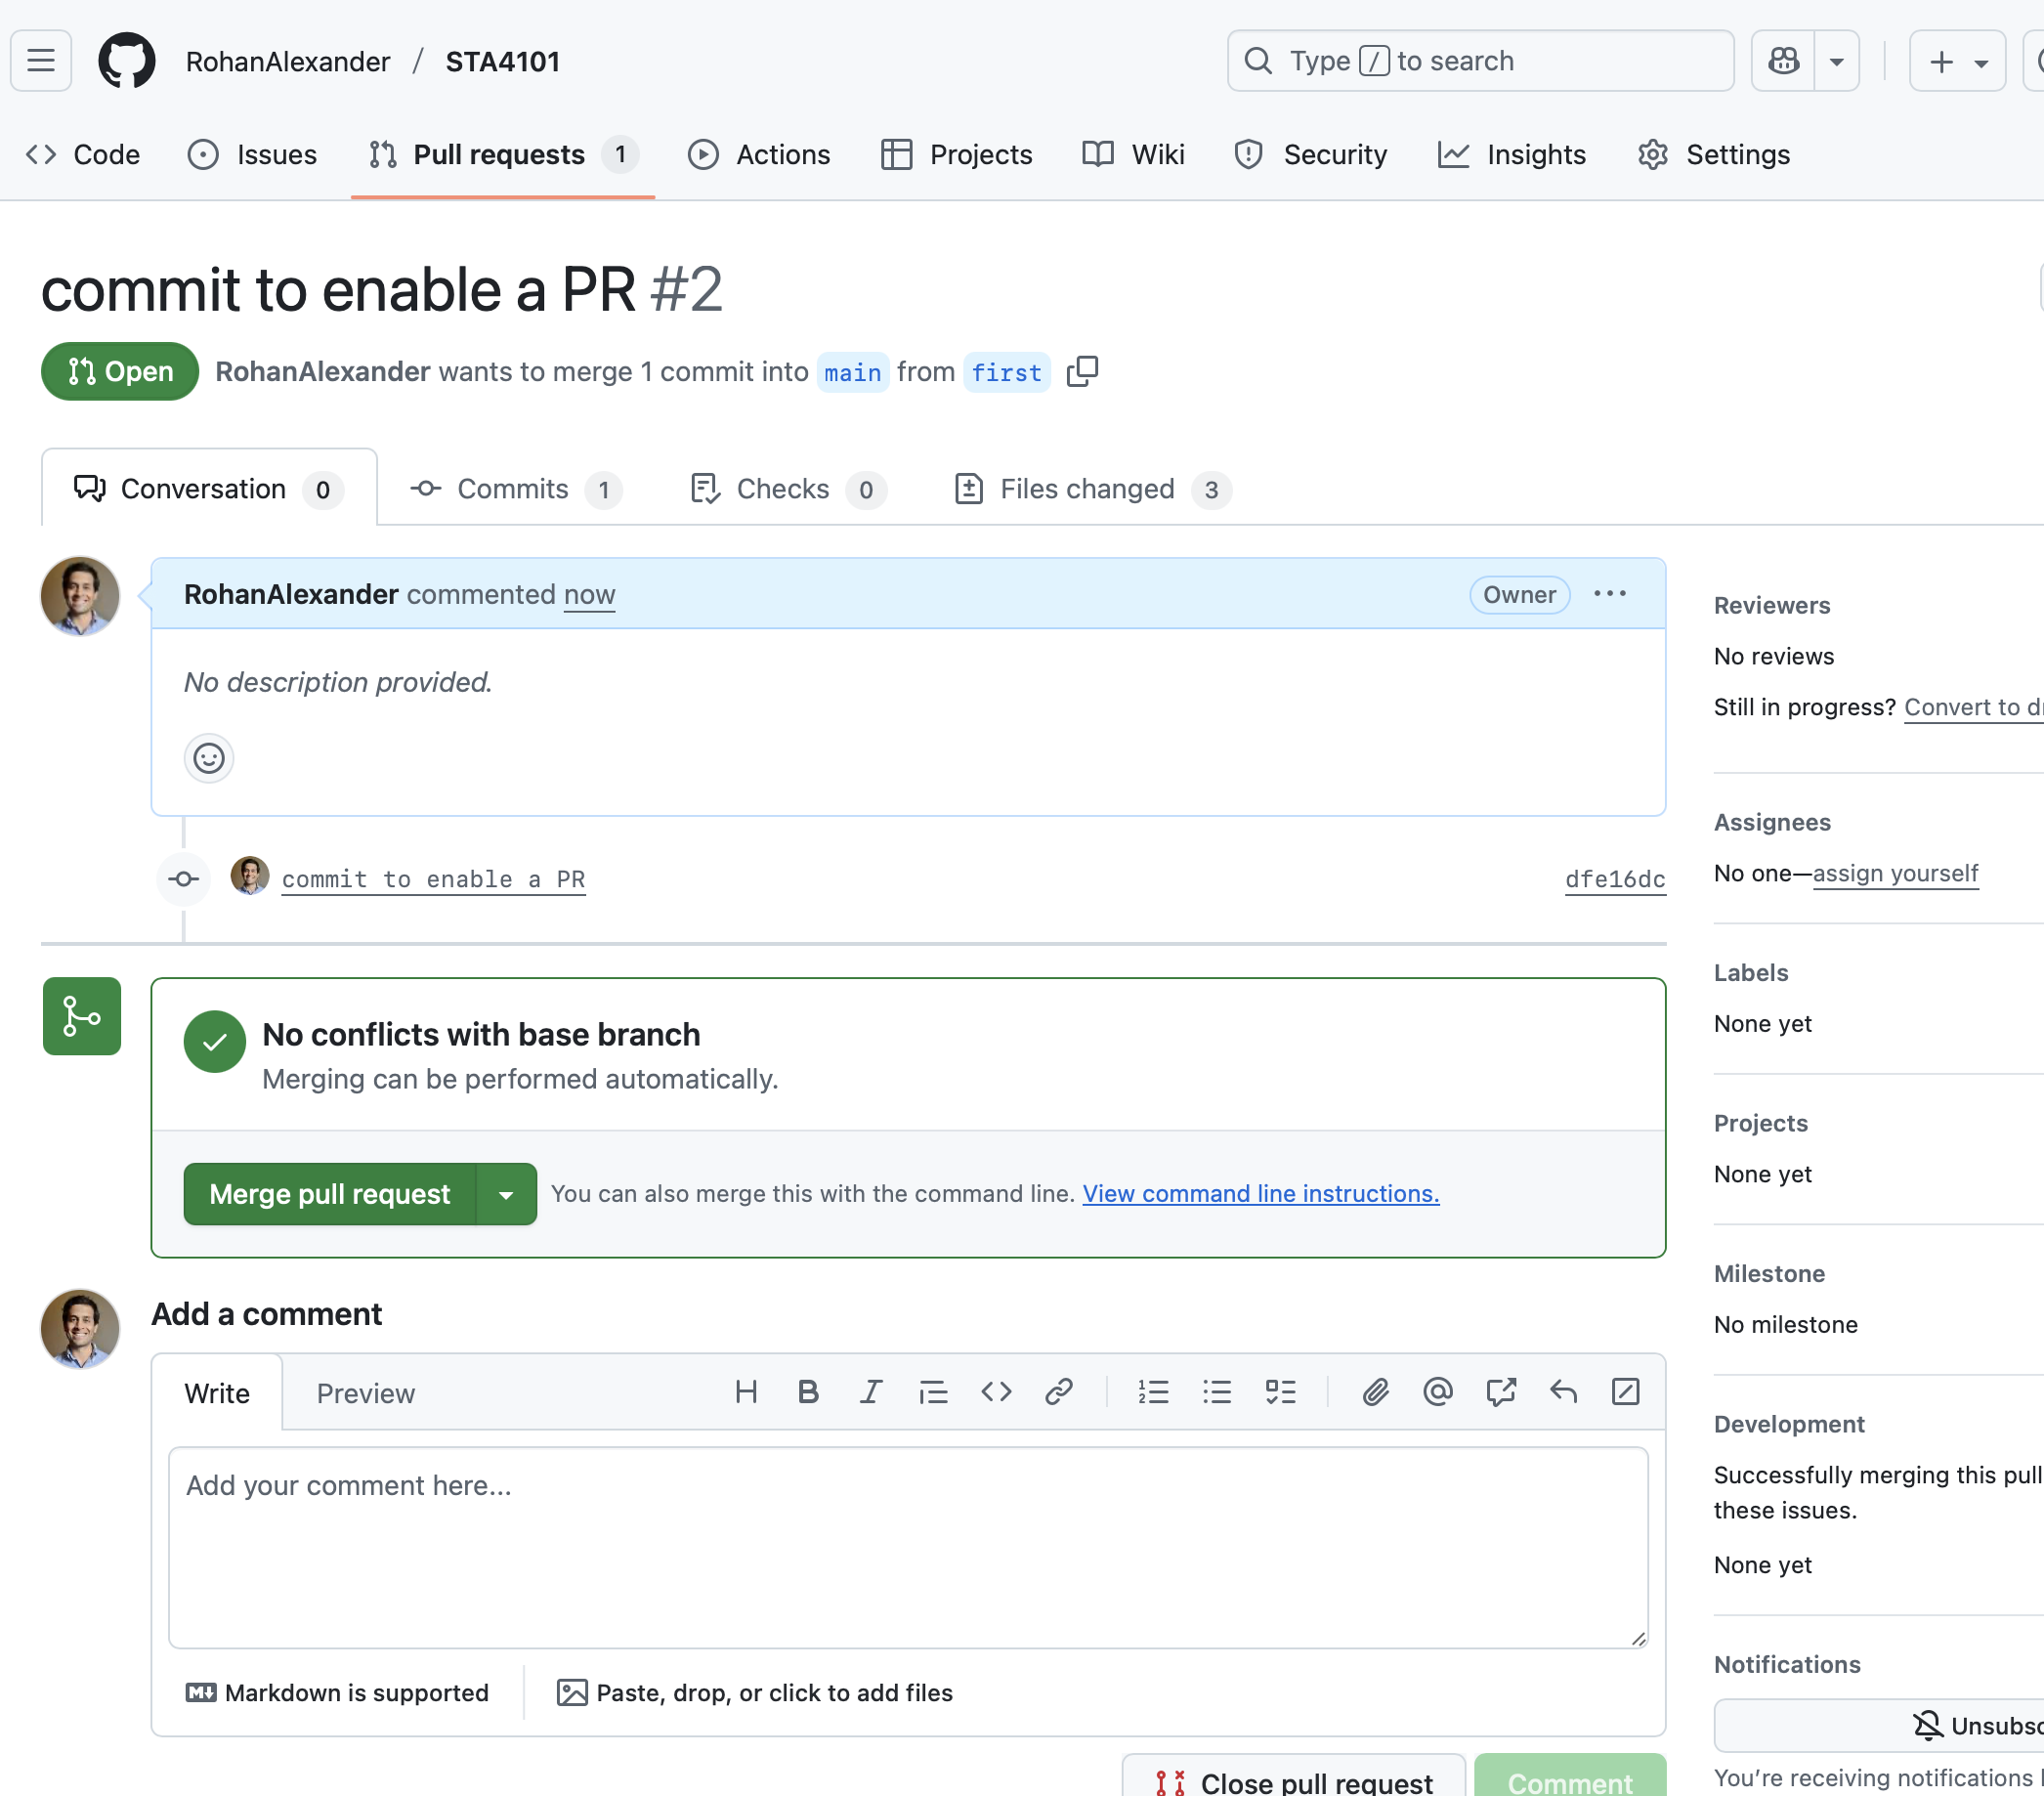 RohanAlexander / STA4101
Type / to search
Code Issues Pull requests 1 Actions Projects Wiki Security Insights Settings
commit to enable a PR #2
Open RohanAlexander wants to merge 1 commit into main from first
Conversation 0 Commits 1 Checks 0 Files changed 3
RohanAlexander commented now Owner
No description provided.
commit to enable a PR dfe16dc
No conflicts with base branch
Merging can be performed automatically.
Merge pull request You can also merge this with the command line. View command line instructions.
Add a comment
Write Preview
Add your comment here...
Markdown is supported Paste, drop, or click to add files
Close pull request Comment
Reviewers
No reviews
Still in progress? Convert to
Assignees
No one—assign yourself
Labels
None yet
Projects
None yet
Milestone
No milestone
Development
Successfully merging this pull
these issues.
None yet
Notifications
Unsubsc
You're receiving notifications